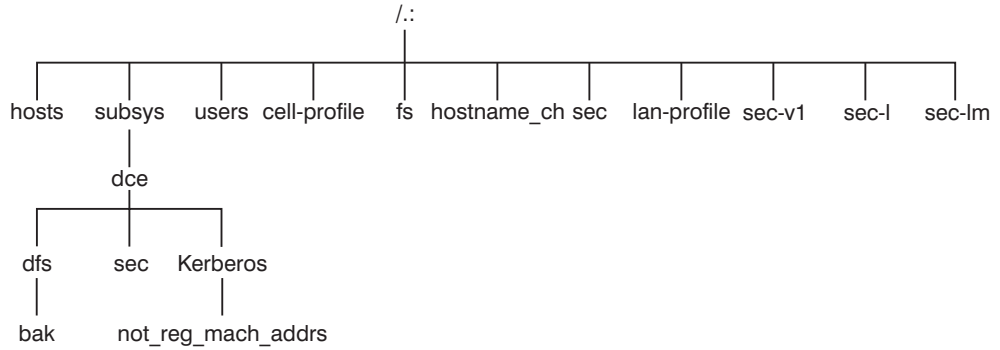 /.:
hosts subsys users cell-profile fs hostname_ch sec lan-profile sec-v1 sec-l sec-lm
dce
dfs sec Kerberos
bak not_reg_mach_addrs